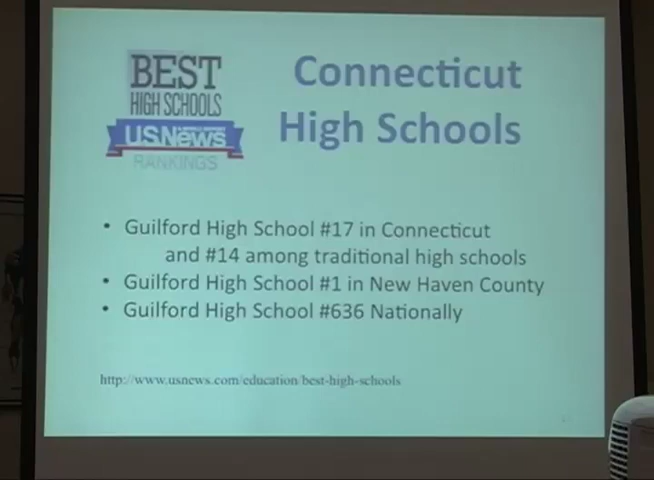 BEST
HIGH SCHOOLS
U.S.News
RANKINGS
Connecticut
High Schools
• Guilford High School #17 in Connecticut
and #14 among traditional high schools
• Guilford High School #1 in New Haven County
• Guilford High School #636 Nationally
http://www.usnews.com/education/best-high-schools